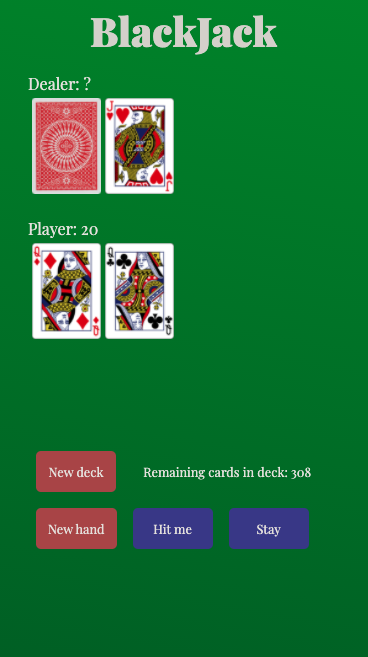 BlackJack
Dealer: ?
J
J
Player: 20
Q
Q
Q
Q
New deck
Remaining cards in deck: 308
New hand
Hit me
Stay